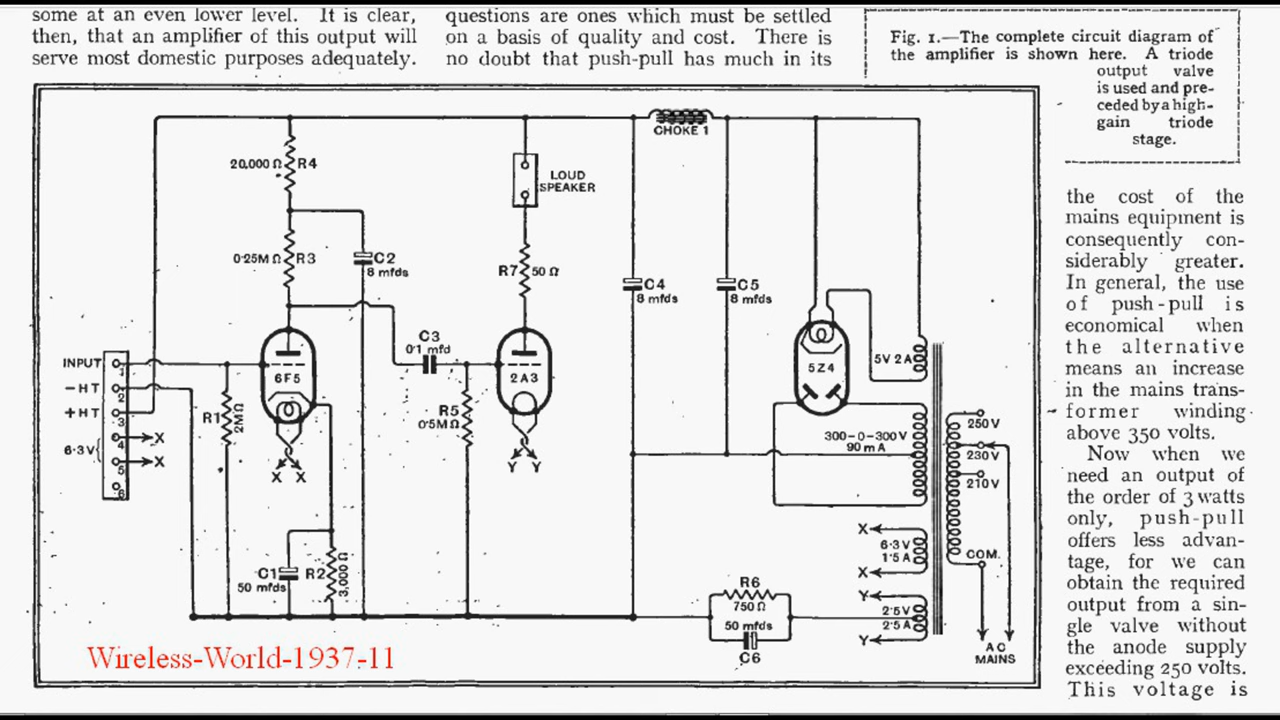 some at an even lower level. It is clear,
then, that an amplifier of this output will
serve most domestic purposes adequately.
questions are ones which must be settled
on a basis of quality and cost. There is
no doubt that push-pull has much in its
Fig. 1.—The complete circuit diagram of
the amplifier is shown here. A triode
output valve
is used and pre-
ceded by a high-
gain triode
stage.
CHOKE 1
20,000 Ω R4
LOUD
SPEAKER
0·25M Ω R3
C2
8 mfds
R7 50 Ω
C4
8 mfds
C5
8 mfds
C3
0·1 mfd
INPUT 1
-HT 2
+HT 3
6·3V
4 X
5 X
6
R1
2MΩ
6F5
X X
R5
0·5M Ω
2A3
Y Y
5Z4
5V 2A
300-0-300V
90 mA
250V
230V
210V
COM.
A C
MAINS
X
6·3V
1·5A
X
Y
2·5V
2·5A
Y
C1
50 mfds
R2
3,000 Ω
R6
750 Ω
50 mfds
C6
Wireless-World-1937-11
the cost of the
mains equipment is
consequently con-
siderably greater.
In general, the use
of push-pull is
economical when
the alternative
means an increase
in the mains trans-
former winding
above 350 volts.
Now when we
need an output of
the order of 3 watts
only, push-pull
offers less advan-
tage, for we can
obtain the required
output from a sin-
gle valve without
the anode supply
exceeding 250 volts.
This voltage is